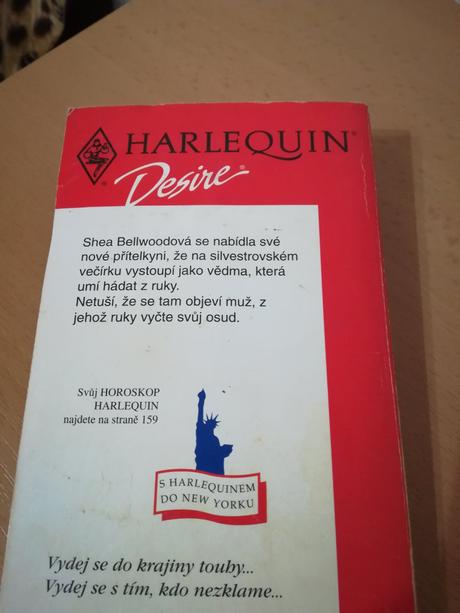 HARLEQUIN®
Desire®
Shea Bellwoodová se nabídla své
nové přítelkyni, že na silvestrovském
večírku vystoupí jako vědma, která
umí hádat z ruky.
Netuší, že se tam objeví muž, z
jehož ruky vyčte svůj osud.
Svůj HOROSKOP
HARLEQUIN
najdete na straně 159
S HARLEQUINEM
DO NEW YORKU
Vydej se do krajiny touhy...
Vydej se s tím, kdo nezklame...